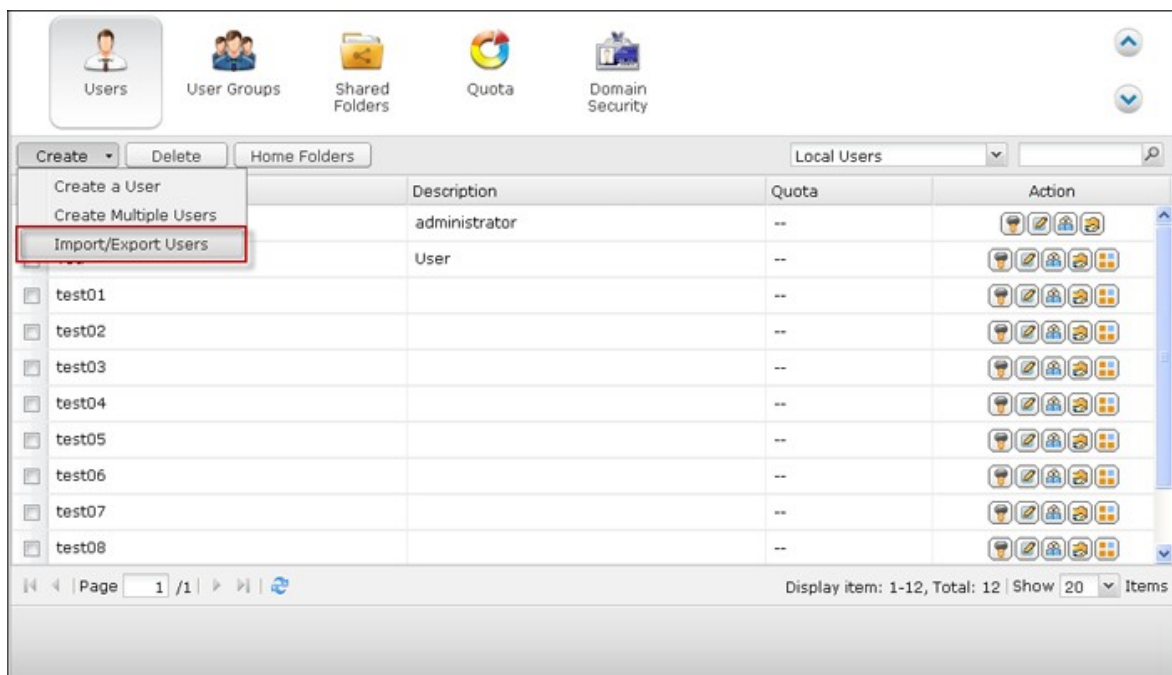 Users
User Groups
Shared Folders
Quota
Domain Security
Create
Delete
Home Folders
Local Users
Create a User
Create Multiple Users
Import/Export Users
Description
Quota
Action
administrator
--
User
--
test01
--
test02
--
test03
--
test04
--
test05
--
test06
--
test07
--
test08
--
Page 1 /1
Display item: 1-12, Total: 12 Show 20 Items